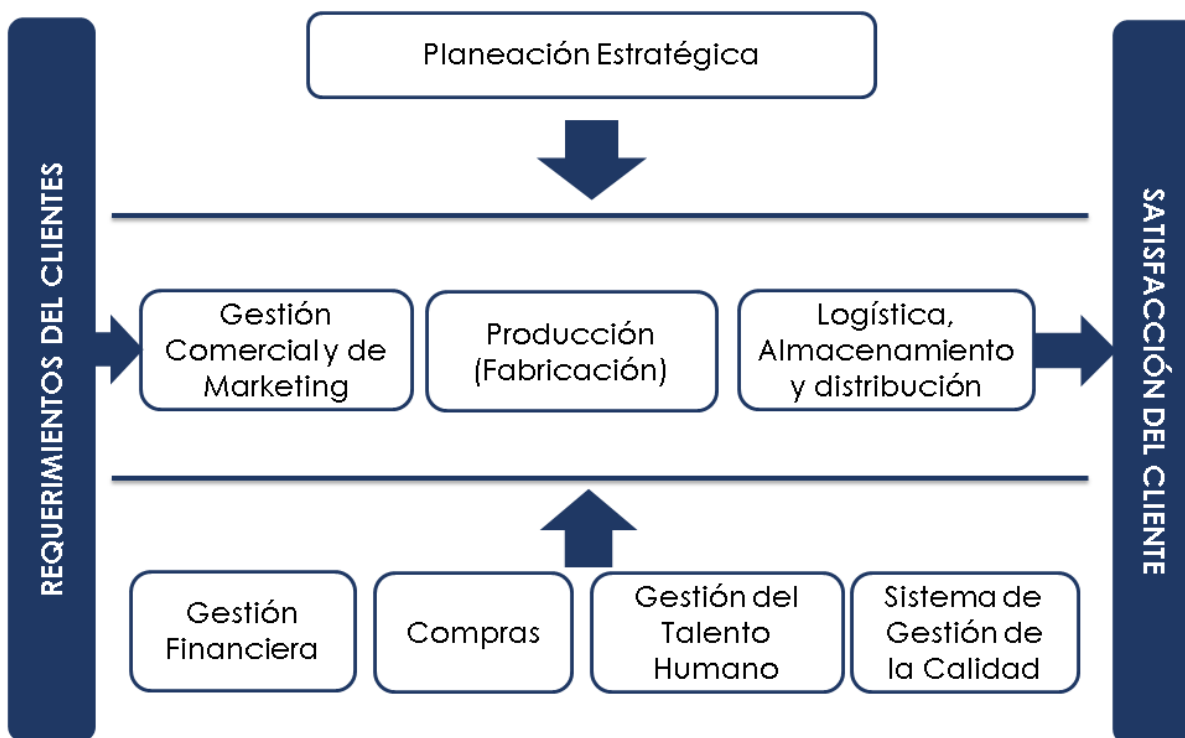 Planeación Estratégica
REQUERIMIENTOS DEL CLIENTES
Gestión
Comercial y de
Marketing
Producción
(Fabricación)
Logística,
Almacenamiento
y distribución
SATISFACCIÓN DEL CLIENTE
Gestión
Financiera
Compras
Gestión del
Talento
Humano
Sistema de
Gestión de
la Calidad